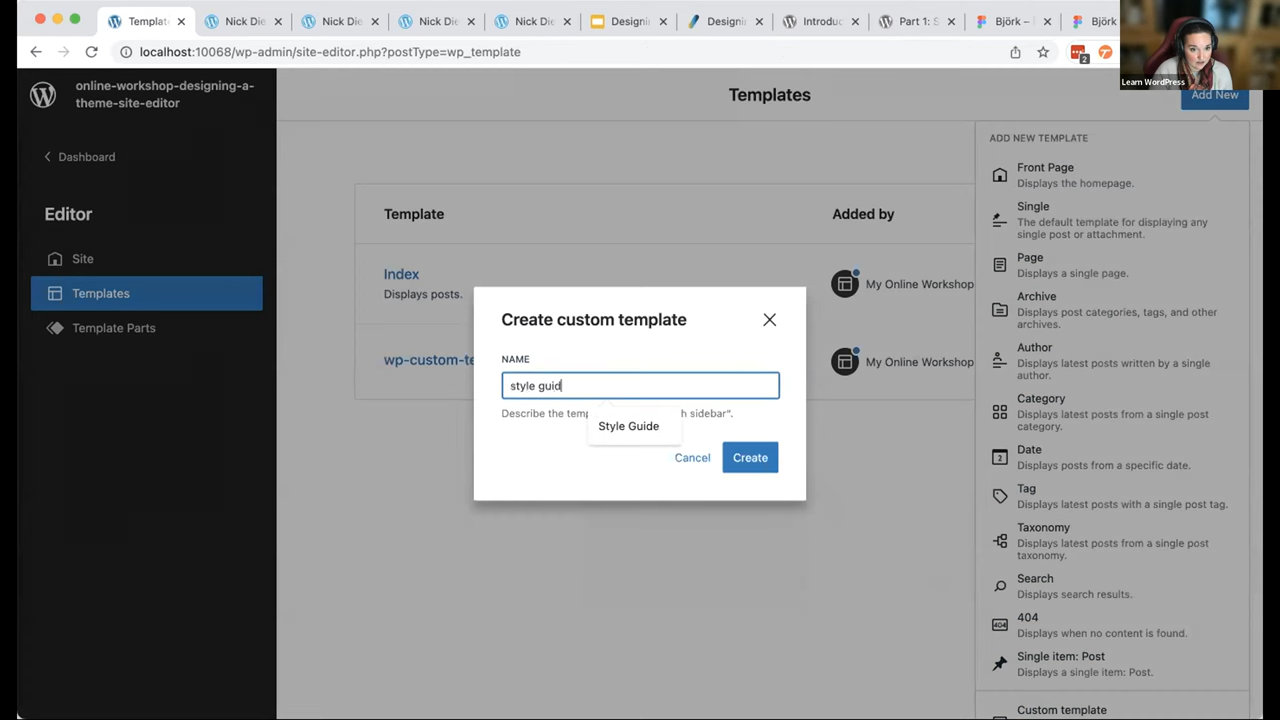 Templat
Nick Die
Nick Die
Nick Die
Nick Die
Designi
Designi
Introduc
Part 1: S
Björk –
Björk
localhost:10068/wp-admin/site-editor.php?postType=wp_template
2
Learn WordPress
online-workshop-designing-a-
theme-site-editor
Dashboard
Editor
Site
Templates
Template Parts
Templates
Add New
Template
Added by
Index
Displays posts.
My Online Workshop
wp-custom-te
My Online Workshop
Create custom template
NAME
style guid
Describe the temp
h sidebar".
Style Guide
Cancel
Create
ADD NEW TEMPLATE
Front Page
Displays the homepage.
Single
The default template for displaying any
single post or attachment.
Page
Displays a single page.
Archive
Displays post categories, tags, and other
archives.
Author
Displays latest posts written by a single
author.
Category
Displays latest posts from a single post
category.
2
Date
Displays posts from a specific date.
Tag
Displays latest posts with a single post tag.
Taxonomy
Displays latest posts from a single post
taxonomy.
Search
Displays search results.
404
404
Displays when no content is found.
Single item: Post
Displays a single item: Post.
Custom template